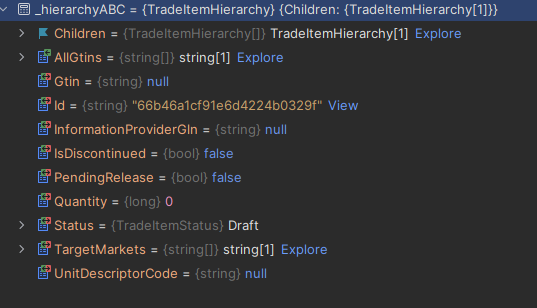 _hierarchyABC = {TradeItemHierarchy} {Children: {TradeItemHierarchy[1]}}
Children = {TradeItemHierarchy[]} TradeItemHierarchy[1] Explore
AllGtins = {string[]} string[1] Explore
Gtin = {string} null
Id = {string} "66b46a1cf91e6d4224b0329f" View
InformationProviderGln = {string} null
IsDiscontinued = {bool} false
PendingRelease = {bool} false
Quantity = {long} 0
Status = {TradeItemStatus} Draft
TargetMarkets = {string[]} string[1] Explore
UnitDescriptorCode = {string} null